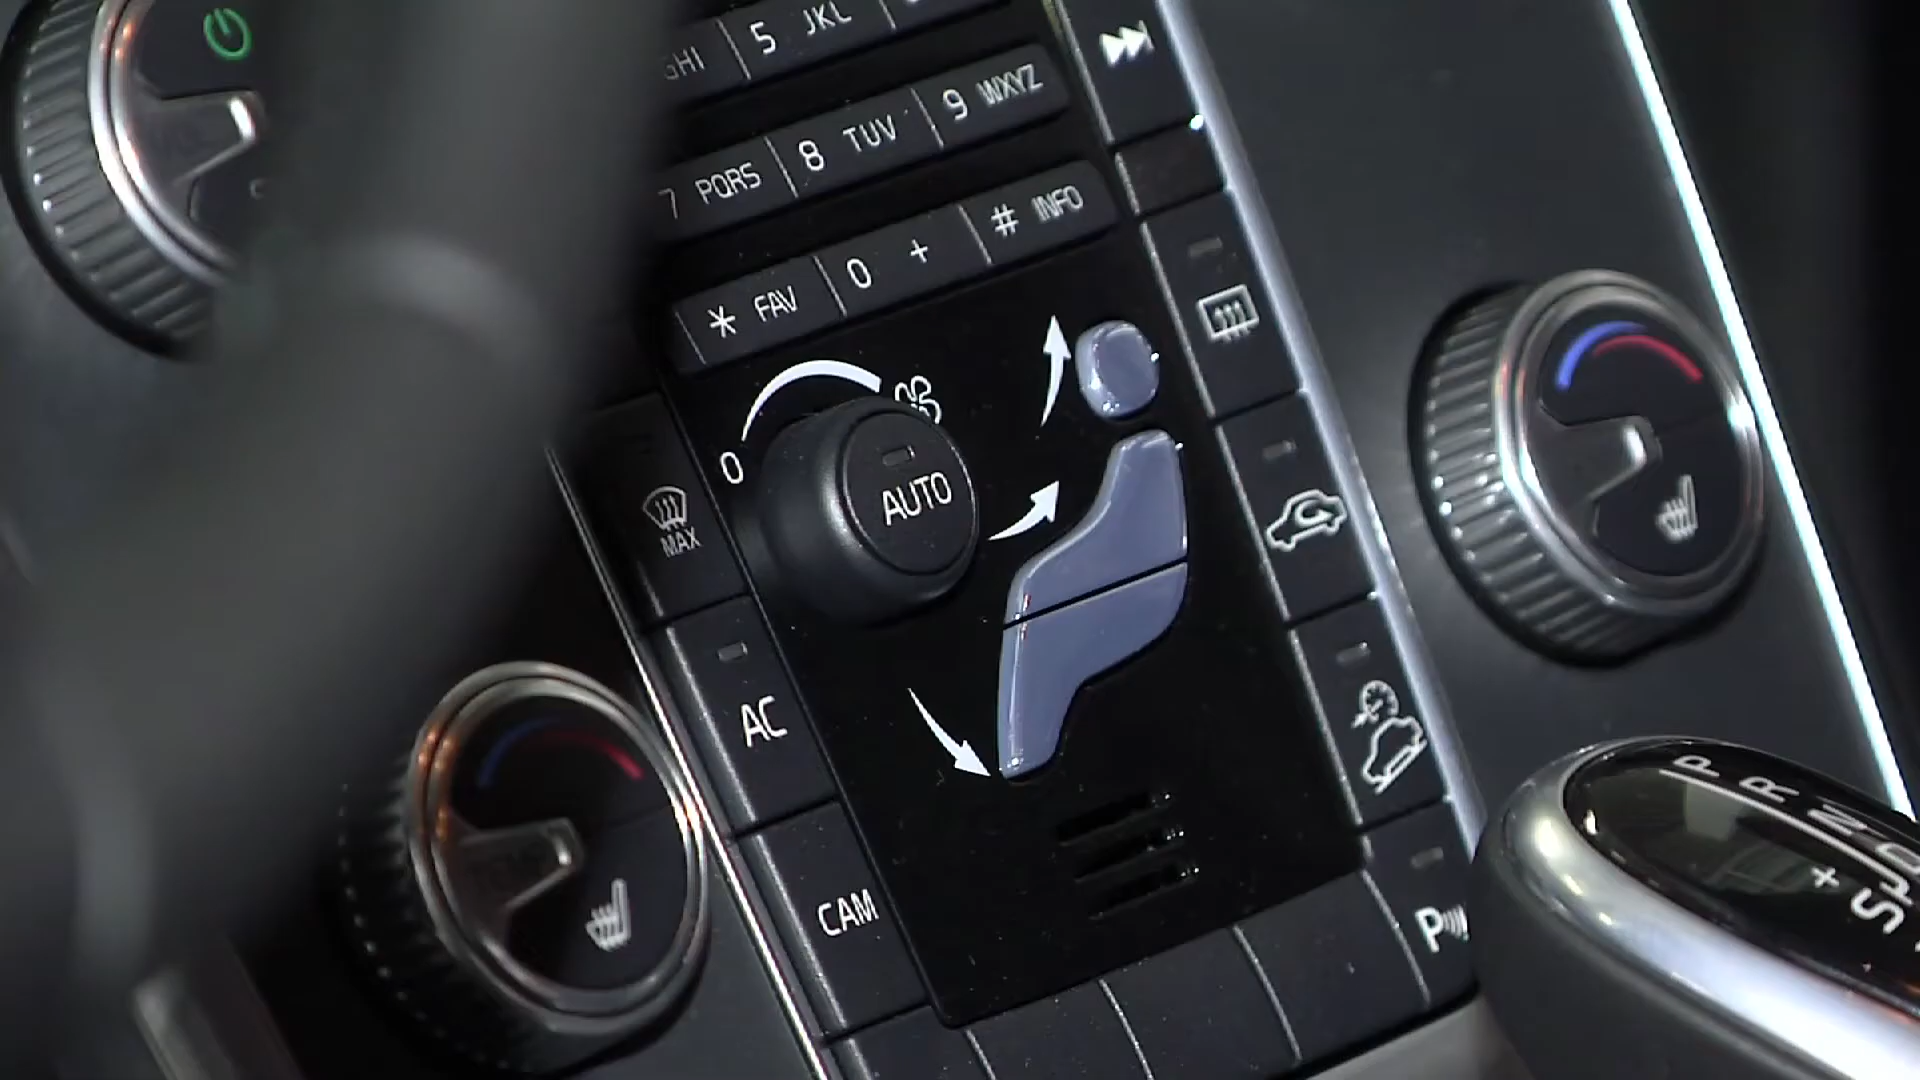 GHI 5 JKL
7 PQRS 8 TUV 9 WXYZ
* FAV 0 + # INFO
0
AUTO
MAX
AC
CAM
P
P R N D
+ S